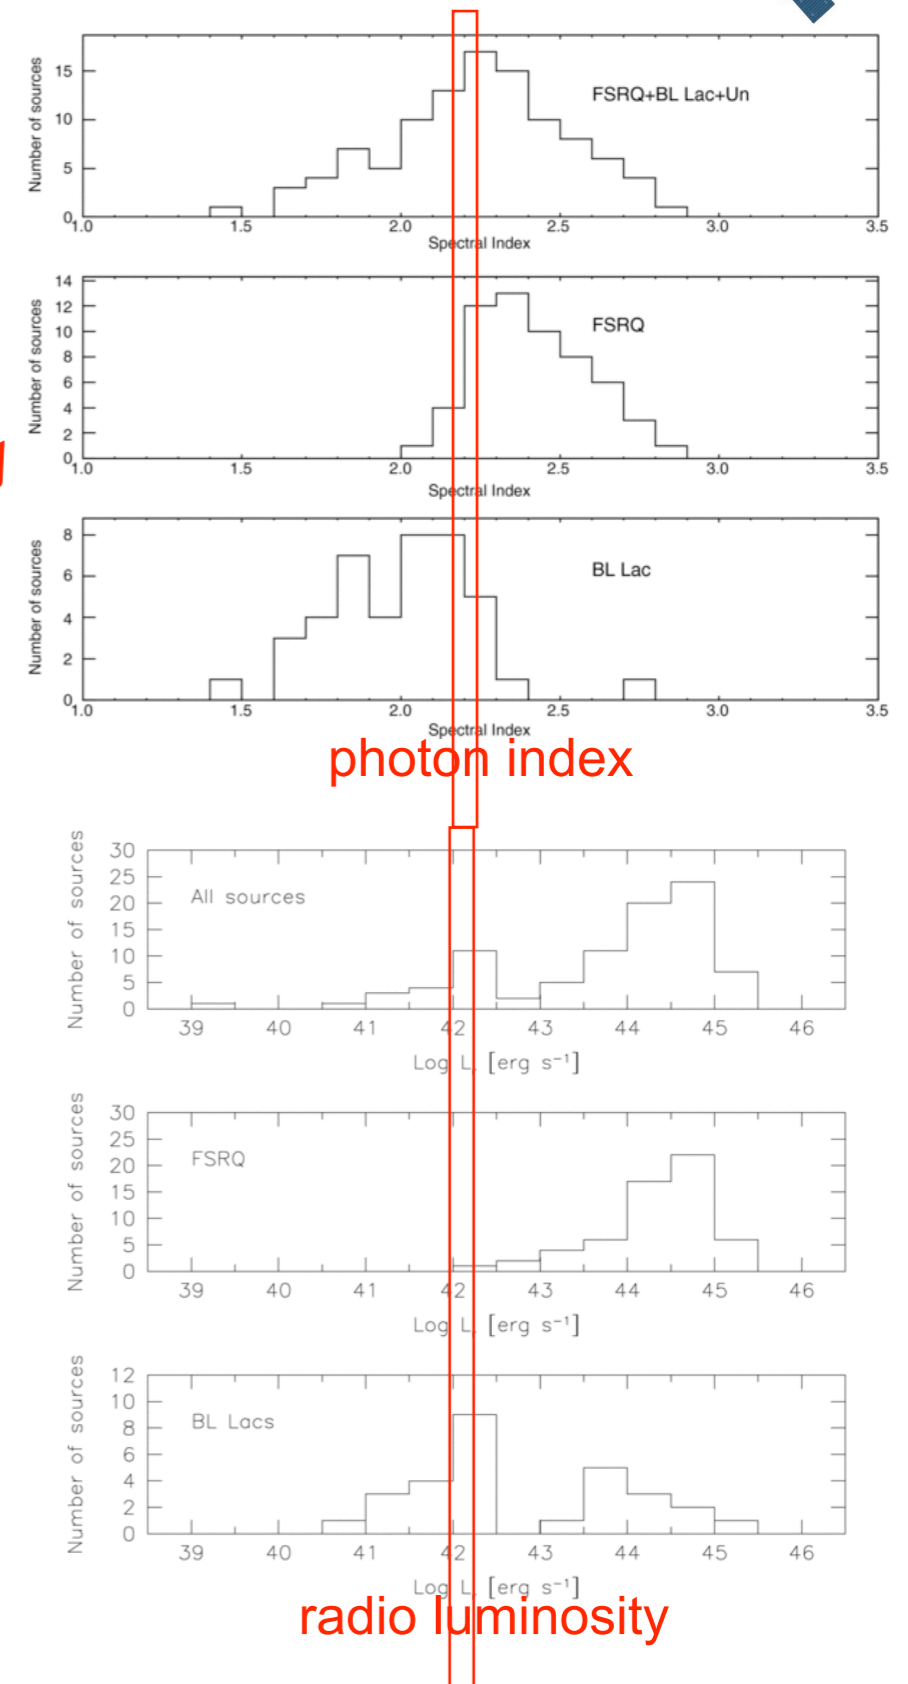 Number of sources
15
10
5
0
FSRQ+BL Lac+Un
1.0 1.5 2.0 2.5 3.0 3.5
Spectral Index
Number of sources
14
12
10
8
6
4
2
0
FSRQ
1.0 1.5 2.0 2.5 3.0 3.5
Spectral Index
Number of sources
8
6
4
2
0
BL Lac
1.0 1.5 2.0 2.5 3.0 3.5
Spectral Index
photon index
Number of sources
30
25
20
15
10
5
0
All sources
39 40 41 42 43 44 45 46
Log L [erg s⁻¹]
Number of sources
30
25
20
15
10
5
0
FSRQ
39 40 41 42 43 44 45 46
Log L [erg s⁻¹]
Number of sources
12
10
8
6
4
2
0
BL Lacs
39 40 41 42 43 44 45 46
Log L [erg s⁻¹]
radio luminosity